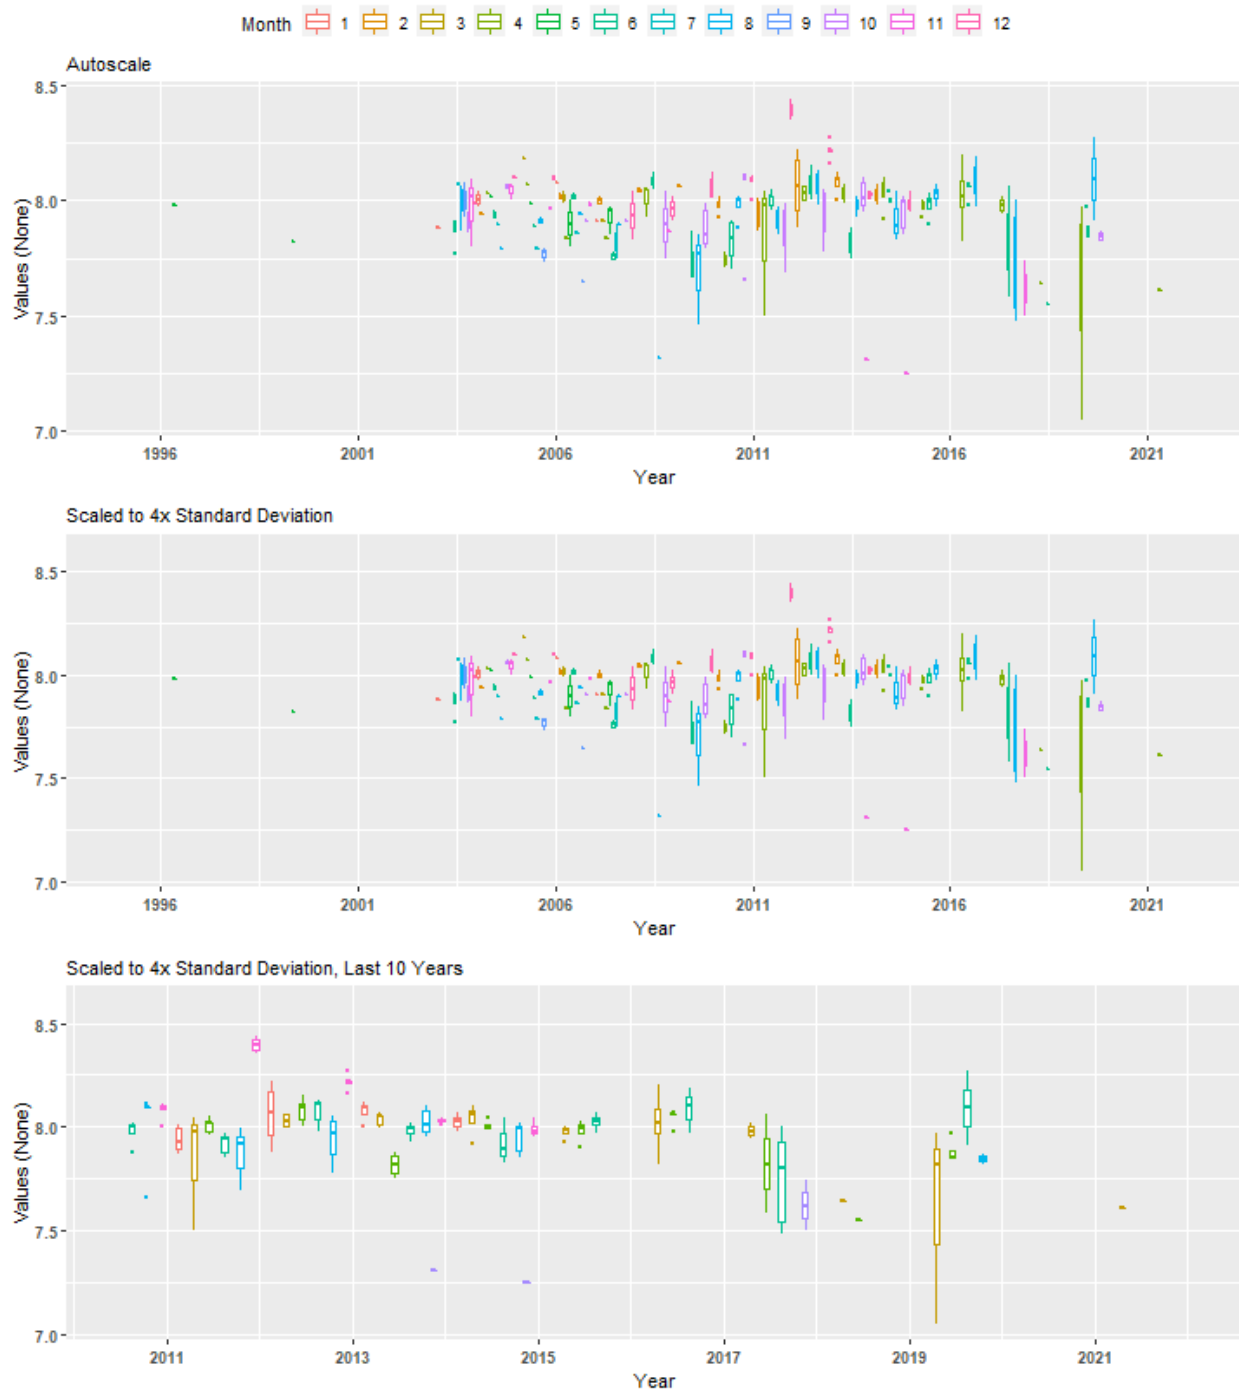 Month 1 2 3 4 5 6 7 8 9 10 11 12
Autoscale
8.5
8.0
7.5
7.0
Values (None)
1996 2001 2006 2011 2016 2021
Year
Scaled to 4x Standard Deviation
8.5
8.0
7.5
7.0
Values (None)
1996 2001 2006 2011 2016 2021
Year
Scaled to 4x Standard Deviation, Last 10 Years
8.5
8.0
7.5
7.0
Values (None)
2011 2013 2015 2017 2019 2021
Year